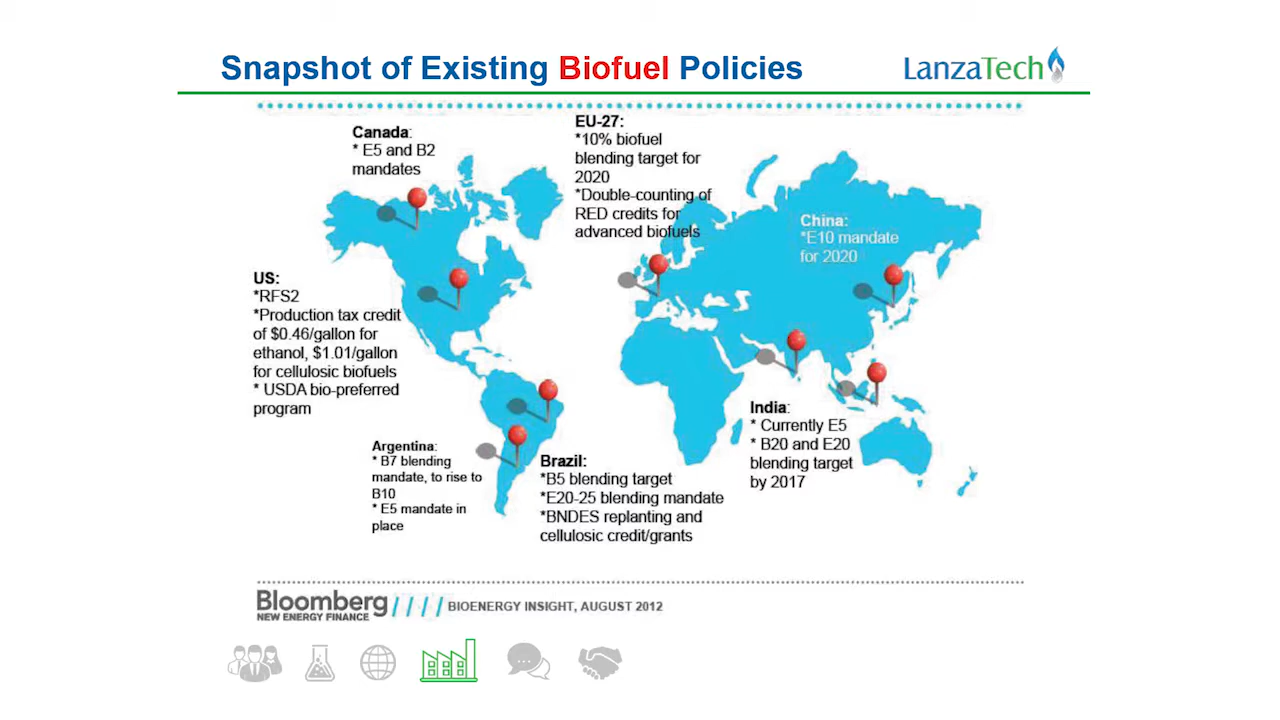 Snapshot of Existing Biofuel Policies
LanzaTech
Canada:
* E5 and B2
mandates
EU-27:
*10% biofuel
blending target for
2020
*Double-counting of
RED credits for
advanced biofuels
China:
*E10 mandate
for 2020
US:
*RFS2
*Production tax credit
of $0.46/gallon for
ethanol, $1.01/gallon
for cellulosic biofuels
* USDA bio-preferred
program
India:
* Currently E5
* B20 and E20
blending target
by 2017
Argentina:
* B7 blending
mandate, to rise to
B10
* E5 mandate in
place
Brazil:
*B5 blending target
*E20-25 blending mandate
*BNDES replanting and
cellulosic credit/grants
Bloomberg
NEW ENERGY FINANCE
//// BIOENERGY INSIGHT, AUGUST 2012